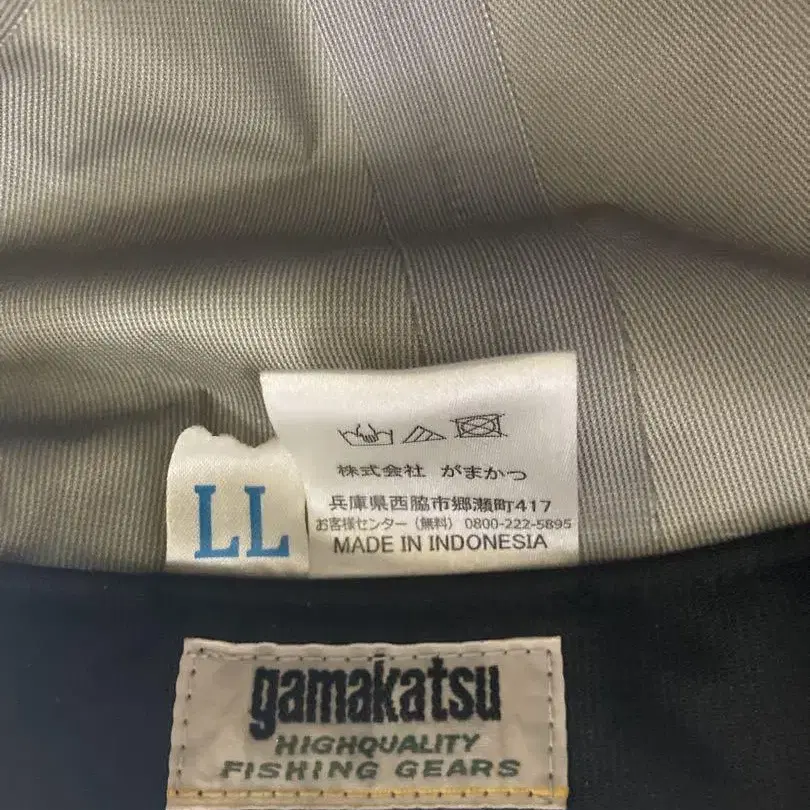 株式会社 がまかつ
兵庫県西脇市郷瀬町417
お客様センター（無料） 0800-222-5895
MADE IN INDONESIA
LL
gamakatsu
HIGHQUALITY
FISHING GEARS